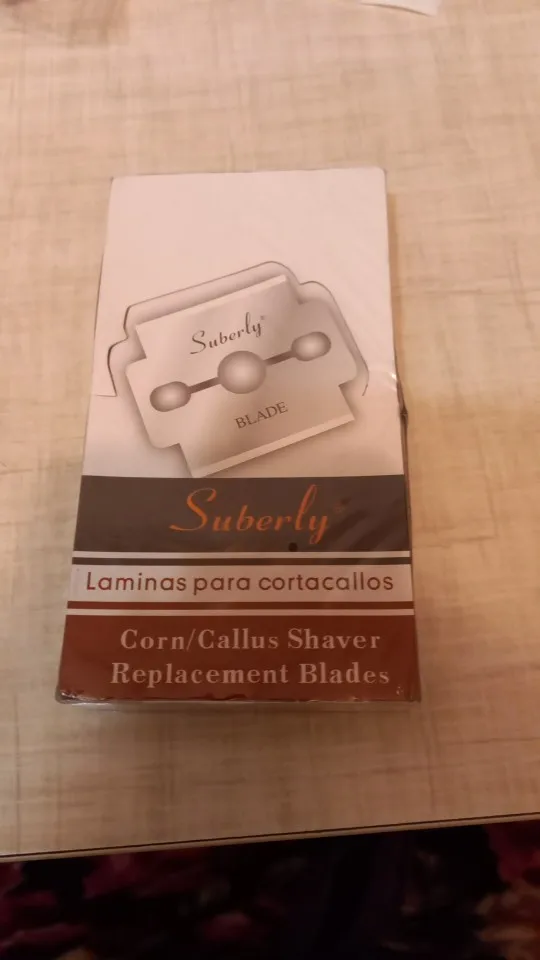 Suberly®
BLADE
Suberly®
Laminas para cortacallos
Corn/Callus Shaver
Replacement Blades